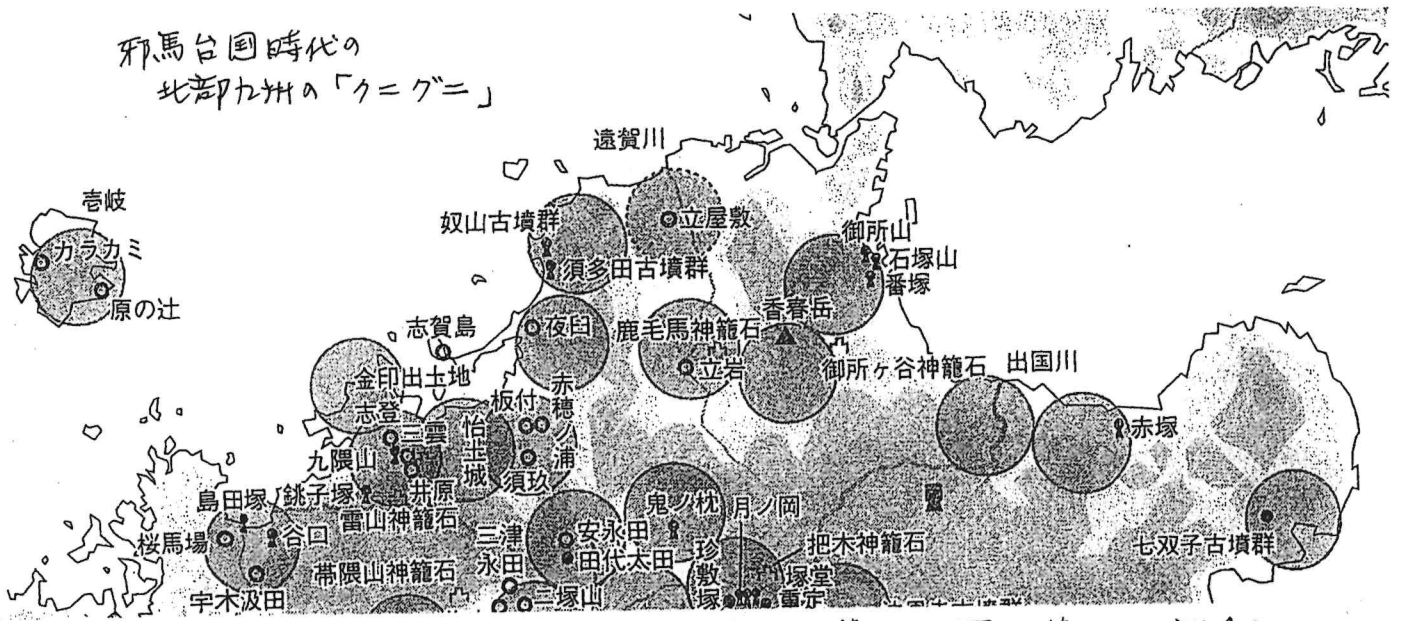 邪馬台国時代の
北部九州の「クニグニ」
遠賀川
壱岐
カラカミ
原の辻
奴山古墳群
須多田古墳群
立屋敷
御所山
石塚山
番塚
香春岳
志賀島
夜臼
鹿毛馬神籠石
立岩
御所ヶ谷神籠石
出国川
金印出土地
志登
三雲
怡土城
板付
赤穂ノ浦
須玖
赤塚
九隈山
井原
島田塚
銚子塚
雷山神籠石
桜馬場
谷口
宇木汲田
帯隈山神籠石
三津
永田
安永田
田代太田
二塚山
鬼ノ枕
月ノ岡
珍敷塚
把木神籠石
塚堂
重定
七双子古墳群